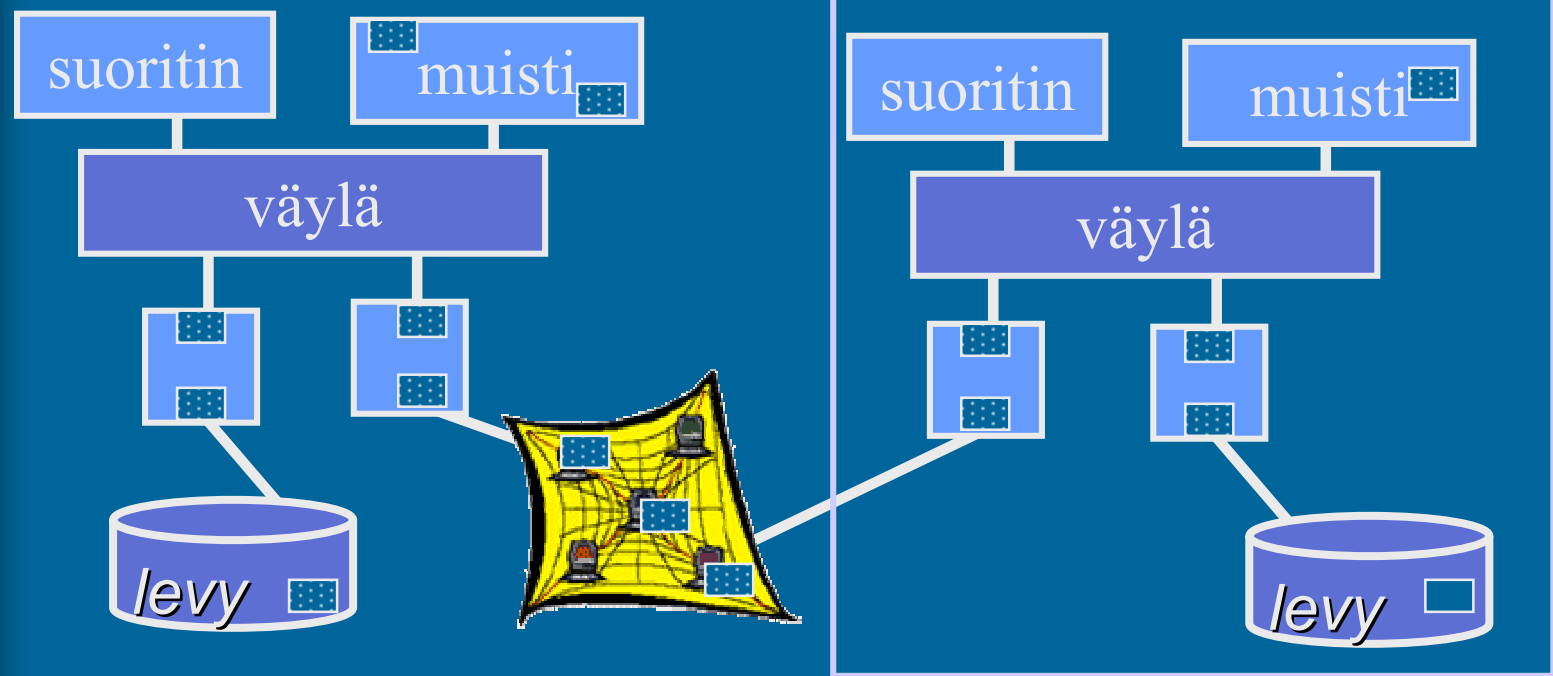 suoritin
muisti
väylä
levy
suoritin
muisti
väylä
levy